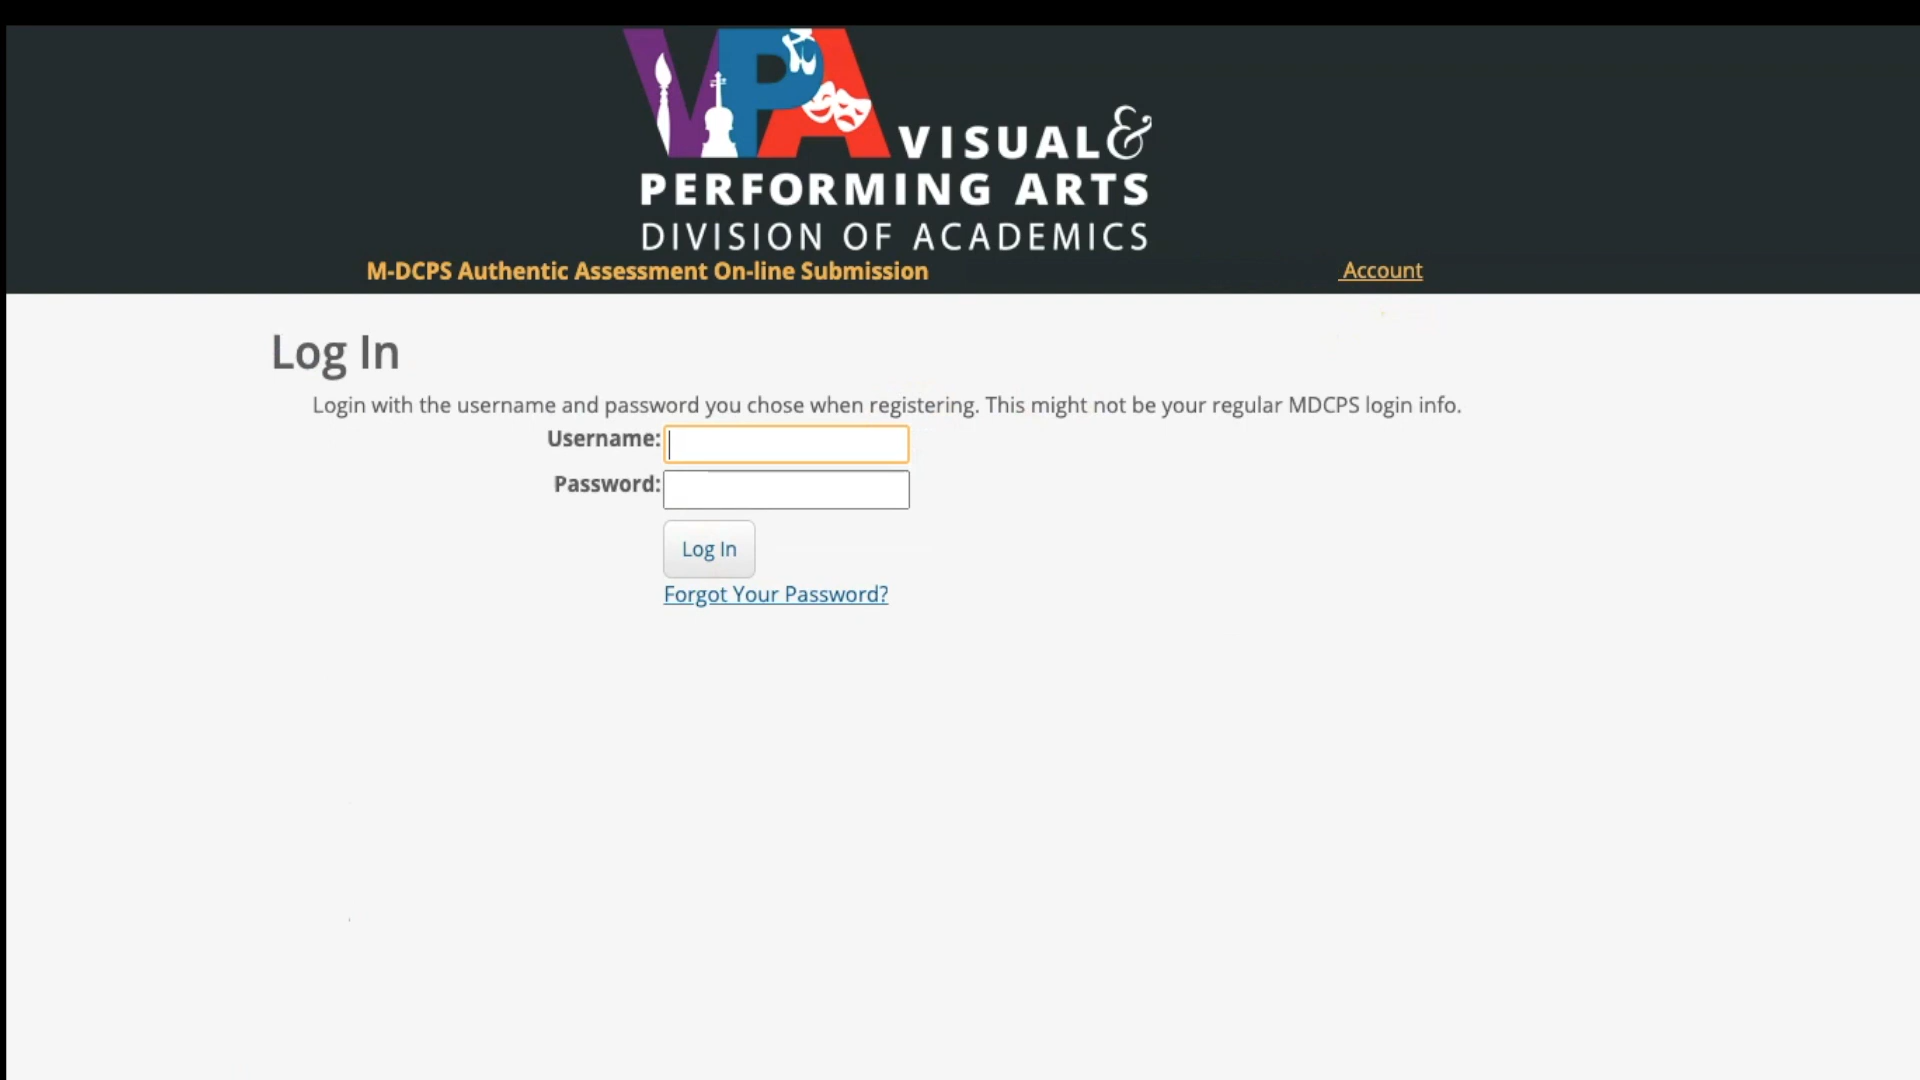 VPA VISUAL &
PERFORMING ARTS
DIVISION OF ACADEMICS
M-DCPS Authentic Assessment On-line Submission
Account
Log In
Login with the username and password you chose when registering. This might not be your regular MDCPS login info.
Username:
Password:
Log In
Forgot Your Password?